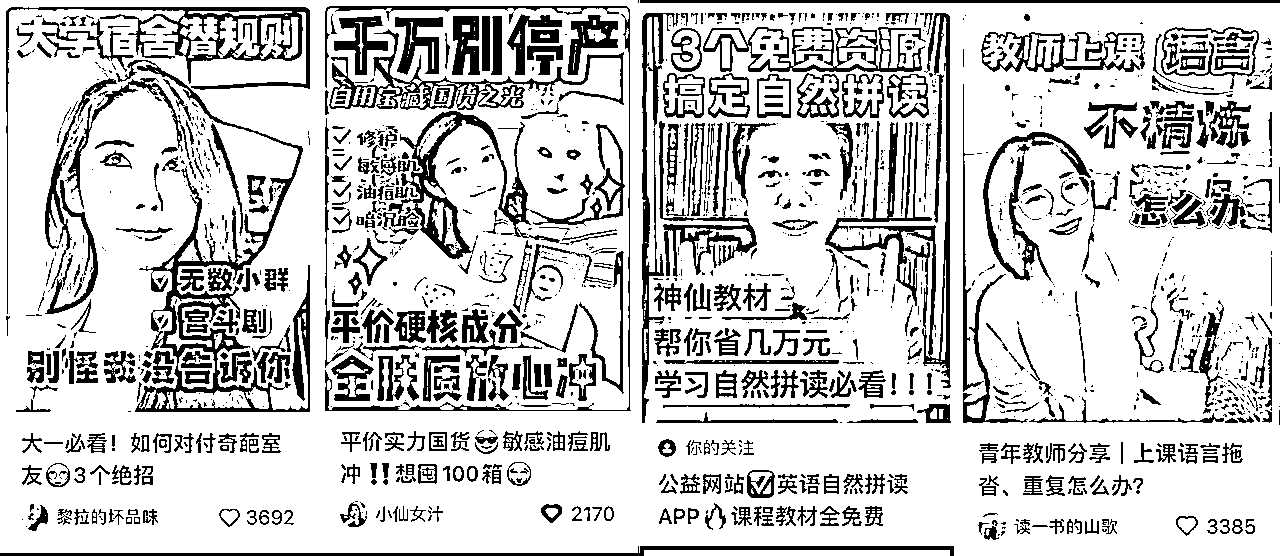 大学宿舍潜规则
无数小群
宫斗剧
别怪我没告诉你
大一必看！如何对付奇葩室
友😳3个绝招
黎拉的坏品味
3692
千万别停产
自用宝藏国货之光
修护
敏感肌
油痘肌
暗沉脸
平价硬核成分
全肤质放心冲
平价实力国货😎敏感油痘肌
冲‼️想囤100箱😍
小仙女汁
2170
3个免费资源
搞定自然拼读
神仙教材
帮你省几万元
学习自然拼读必看!!!
你的关注
公益网站✅英语自然拼读
APP🔥课程教材全免费
教师上课 语言
不精炼
怎么办
青年教师分享｜上课语言拖
沓、重复怎么办?
读一书的山歌
3385